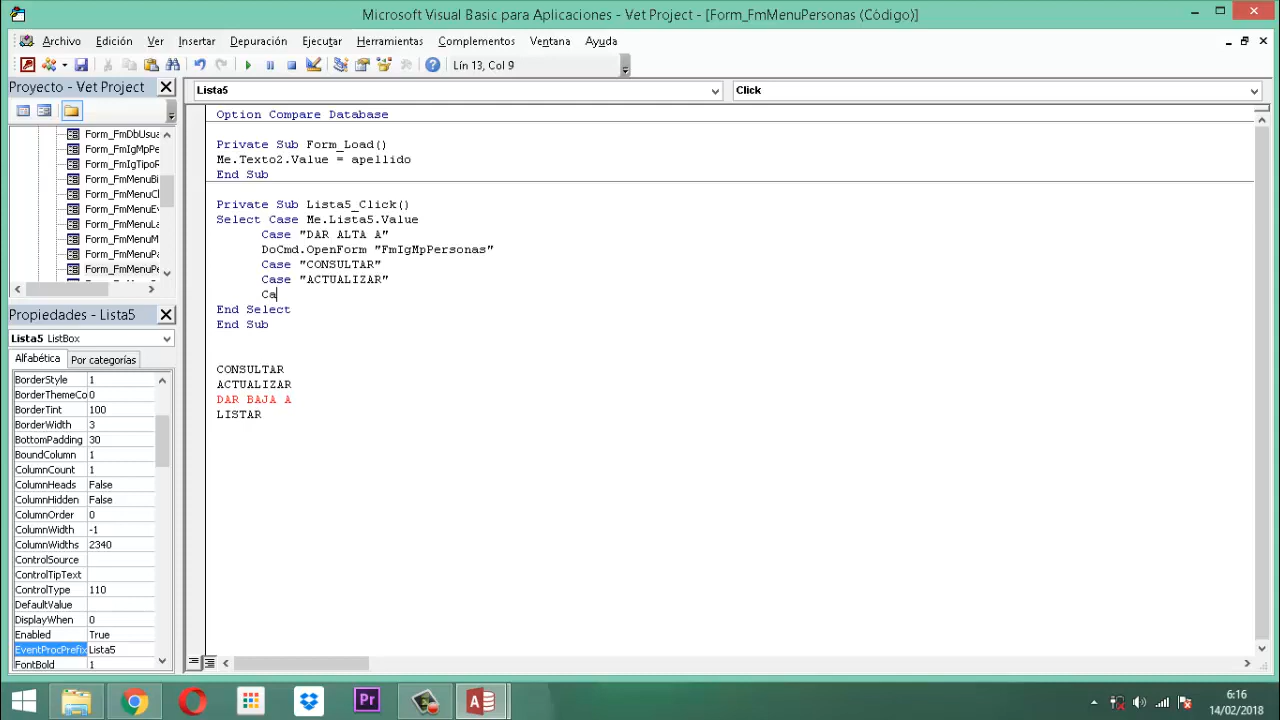 Microsoft Visual Basic para Aplicaciones - Vet Project - [Form_FmMenuPersonas (Código)]
Archivo Edición Ver Insertar Depuración Ejecutar Herramientas Complementos Ventana Ayuda
Lín 13, Col 9
Proyecto - Vet Project
Form_FmDbUsua
Form_FmIgMpPe
Form_FmIgTipoR
Form_FmMenuBi
Form_FmMenuCl
Form_FmMenuEv
Form_FmMenuLa
Form_FmMenuM
Form_FmMenuPa
Form_FmMenuPe
Propiedades - Lista5
Lista5 ListBox
Alfabética Por categorías
BorderStyle 1
BorderThemeCo 0
BorderTint 100
BorderWidth 3
BottomPadding 30
BoundColumn 1
ColumnCount 1
ColumnHeads False
ColumnHidden False
ColumnOrder 0
ColumnWidth -1
ColumnWidths 2340
ControlSource
ControlTipText
ControlType 110
DefaultValue
DisplayWhen 0
Enabled True
EventProcPrefix Lista5
FontBold 1
Lista5 Click
Option Compare Database
Private Sub Form_Load()
Me.Texto2.Value = apellido
End Sub
Private Sub Lista5_Click()
Select Case Me.Lista5.Value
Case "DAR ALTA A"
DoCmd.OpenForm "FmIgMpPersonas"
Case "CONSULTAR"
Case "ACTUALIZAR"
Ca
End Select
End Sub
CONSULTAR
ACTUALIZAR
DAR BAJA A
LISTAR
Pr
6:16
14/02/2018